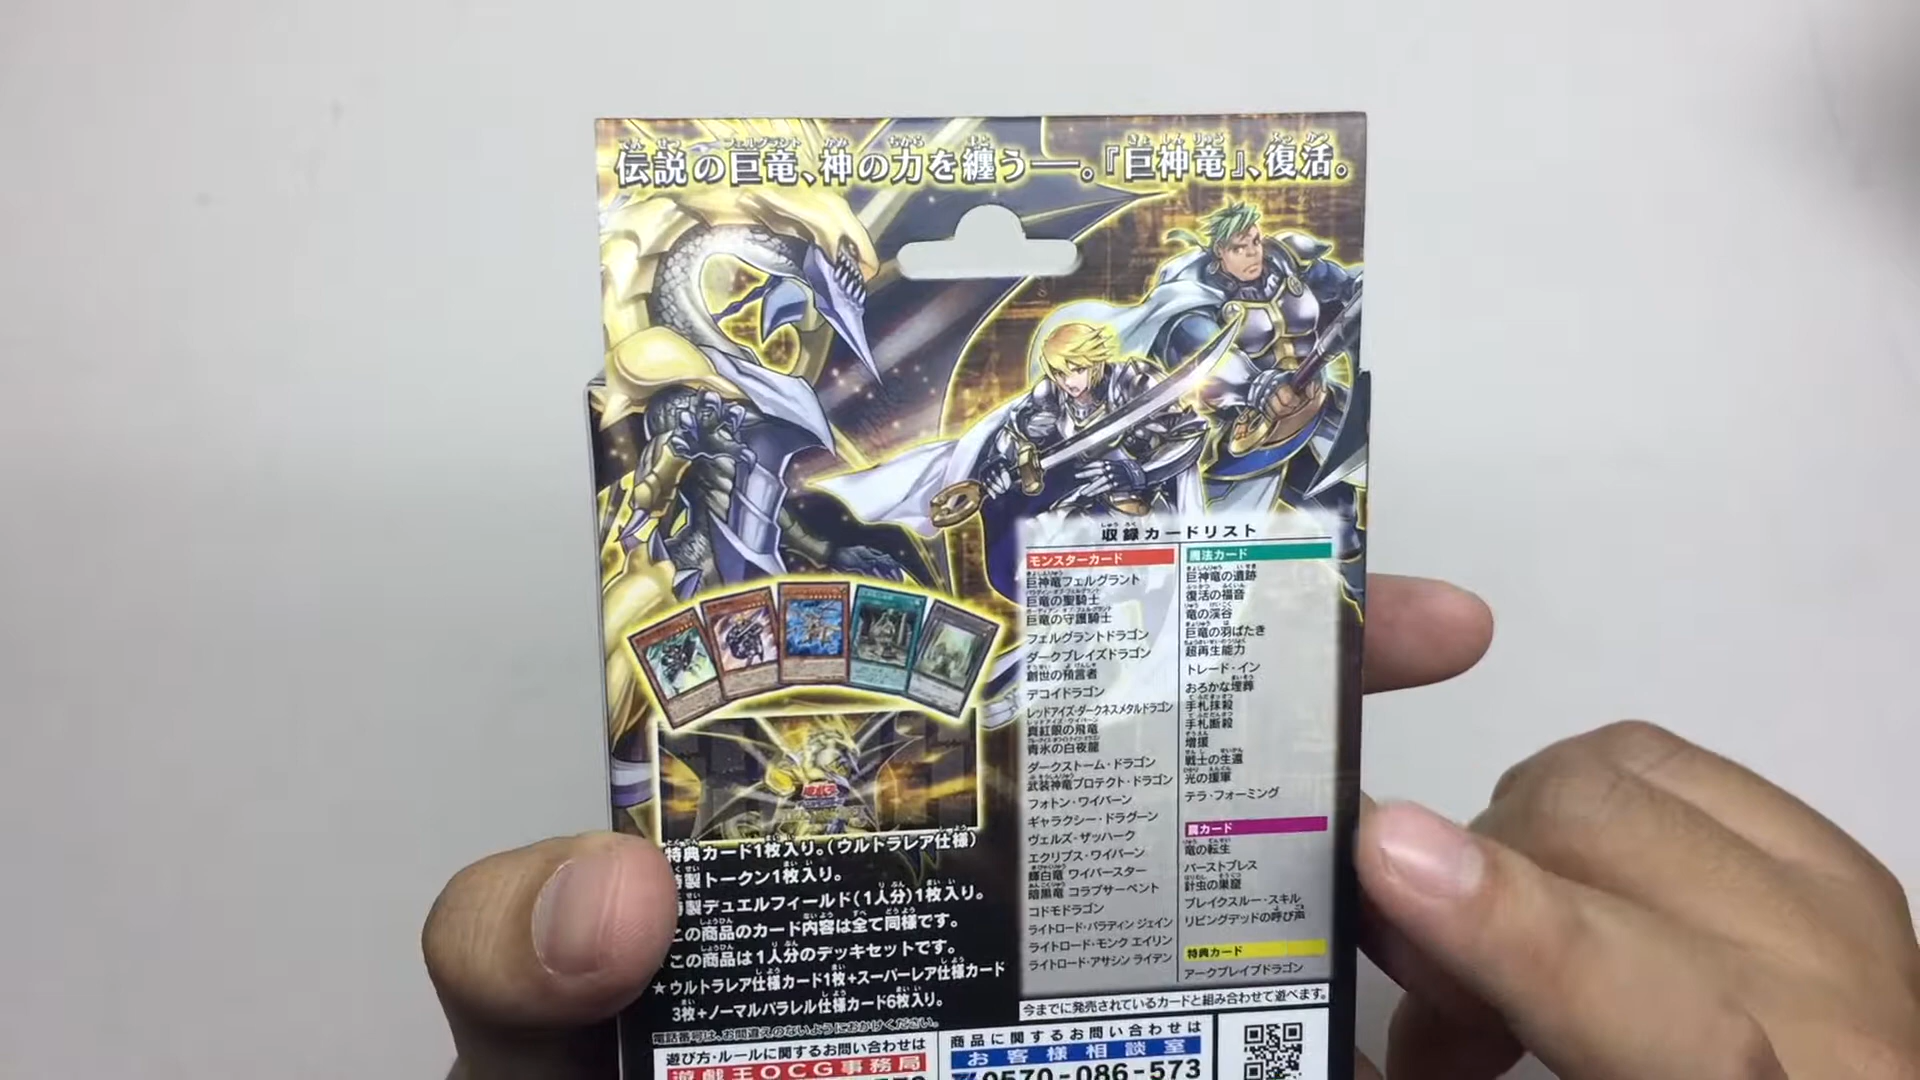 伝説の巨竜、神の力を纏う――。『巨神竜』、復活。
収録カードリスト
モンスターカード
巨神竜フェルグラント
巨竜の聖騎士
巨竜の守護騎士
フェルグラントドラゴン
ダークブレイズドラゴン
創世の預言者
デコイドラゴン
レッドアイズ・ダークネスメタルドラゴン
真紅眼の飛竜
青氷の白夜龍
ダークストーム・ドラゴン
武装神竜プロテクト・ドラゴン
フォトン・ワイバーン
ギャラクシー・ドラグーン
ヴェルズ・ザッハーク
エクリプス・ワイバーン
輝白竜 ワイバースター
暗黒竜 コラプサーペント
コドモドラゴン
ライトロード・パラディン ジェイン
ライトロード・モンク エイリン
ライトロード・アサシン ライデン
魔法カード
巨神竜の遺跡
復活の福音
竜の渓谷
巨竜の羽ばたき
超再生能力
トレード・イン
おろかな埋葬
手札抹殺
手札断殺
増援
戦士の生還
光の援軍
テラ・フォーミング
罠カード
竜の転生
バーストブレス
針虫の巣窟
ブレイクスルー・スキル
リビングデッドの呼び声
特典カード
アークブレイブドラゴン
今までに発売されているカードと組み合わせて遊べます。
特典カード1枚入り。(ウルトラレア仕様)
特製トークン1枚入り。
特製デュエルフィールド(1人分)1枚入り。
この商品のカード内容は全て同様です。
この商品は1人分のデッキセットです。
★ウルトラレア仕様カード1枚+スーパーレア仕様カード
3枚+ノーマルパラレル仕様カード6枚入り。
電話番号は、お間違えのないようにおかけください。
遊び方・ルールに関するお問い合わせは
遊戯王OCG事務局
商品に関するお問い合わせは
お客様相談室
0570-086-573